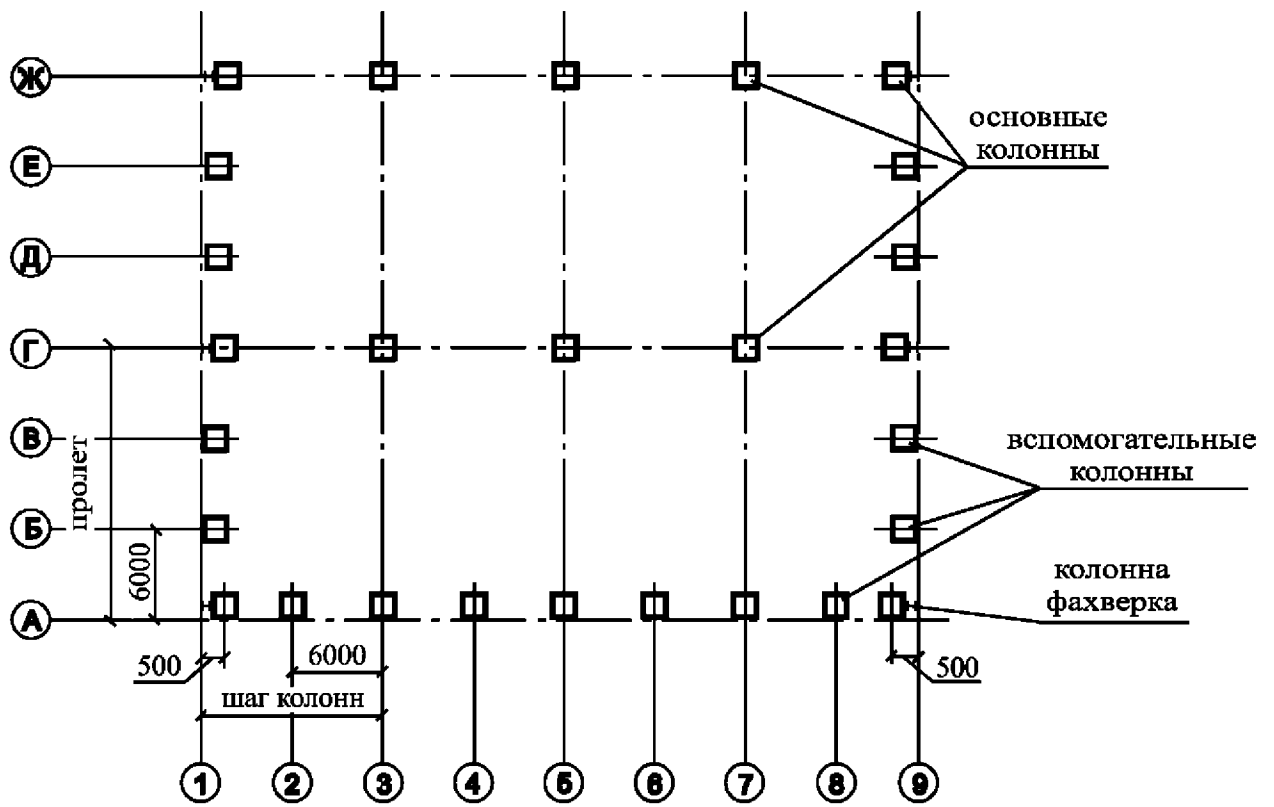 Ж
основные
колонны
Е
Д
Г
вспомогательные
колонны
В
пролет
Б
6000
колонна
фахверка
А
500
6000
500
шаг колонн
1
2
3
4
5
6
7
8
9